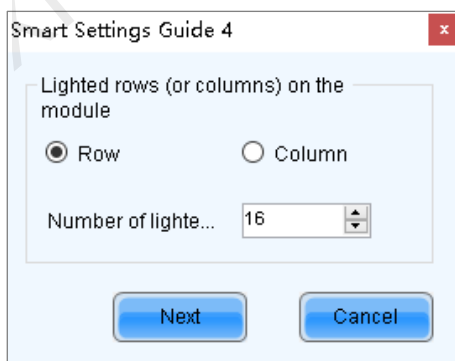 Smart Settings Guide 4
x
Lighted rows (or columns) on the
module
Row Column
Number of lighte... 16
Next Cancel